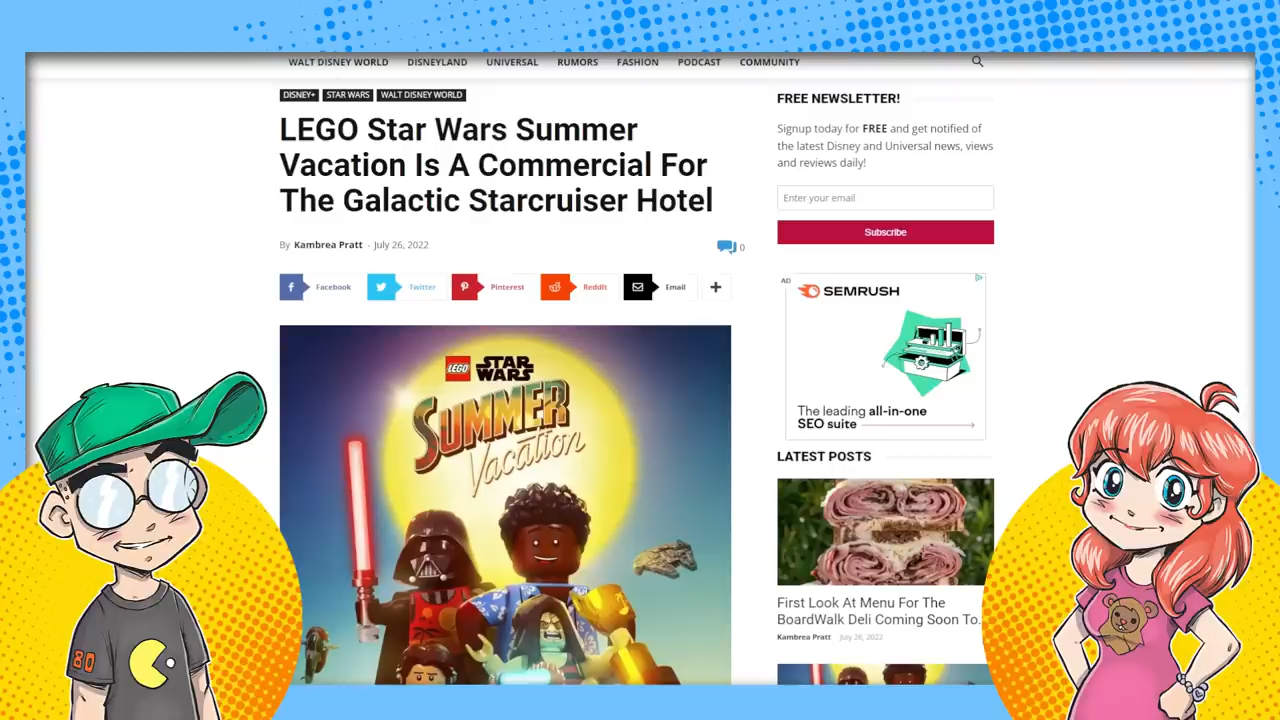 WALT DISNEY WORLD DISNEYLAND UNIVERSAL RUMORS FASHION PODCAST COMMUNITY
DISNEY+ STAR WARS WALT DISNEY WORLD
LEGO Star Wars Summer
Vacation Is A Commercial For
The Galactic Starcruiser Hotel
By Kambrea Pratt - July 26, 2022
0
Facebook Twitter Pinterest ReddIt Email
LEGO STAR WARS
SUMMER
Vacation
FREE NEWSLETTER!
Signup today for FREE and get notified of
the latest Disney and Universal news, views
and reviews daily!
Enter your email
Subscribe
AD
SEMRUSH
The leading all-in-one
SEO suite
LATEST POSTS
First Look At Menu For The
BoardWalk Deli Coming Soon To.
Kambrea Pratt July 26, 2022
80